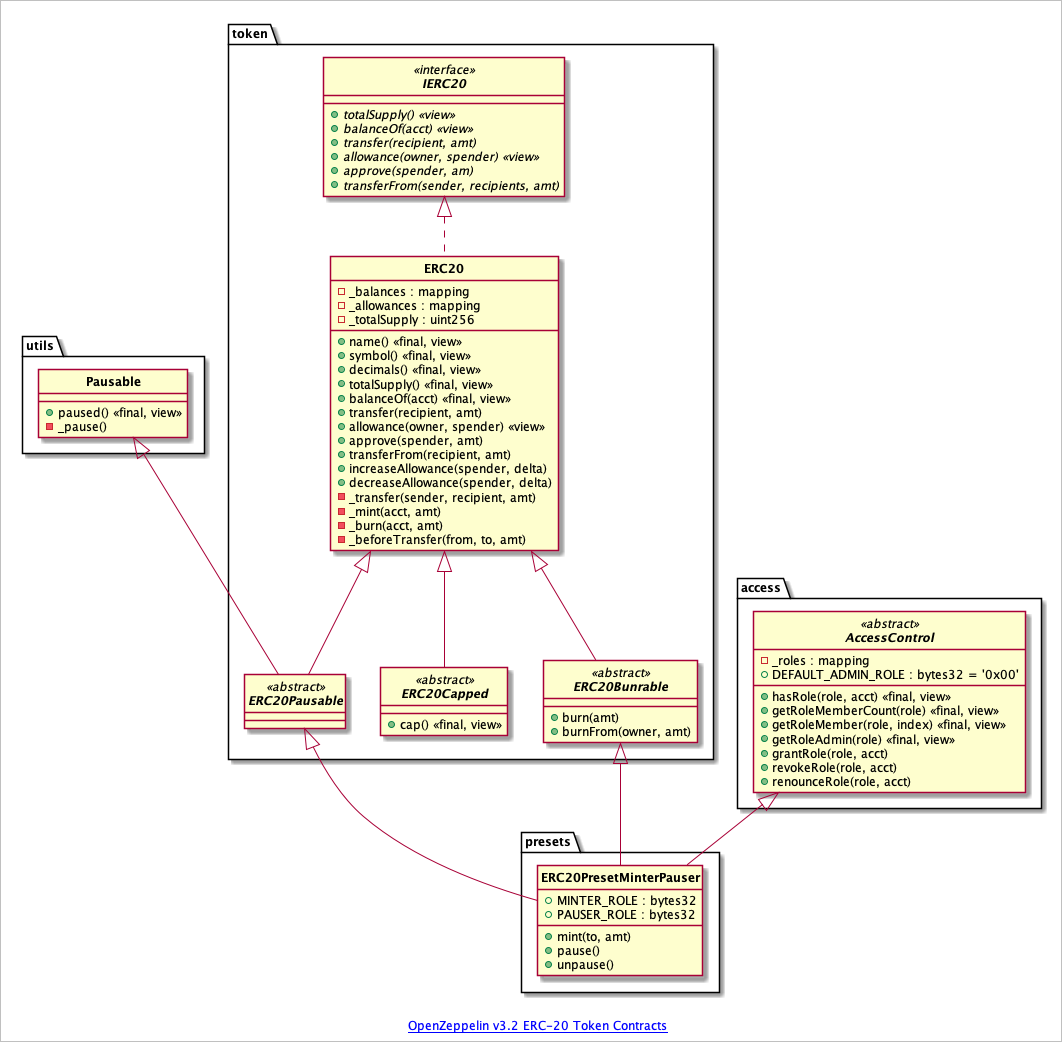 token
«interface»
IERC20
totalSupply() «view»
balanceOf(acct) «view»
transfer(recipient, amt)
allowance(owner, spender) «view»
approve(spender, am)
transferFrom(sender, recipients, amt)
ERC20
_balances : mapping
_allowances : mapping
_totalSupply : uint256
name() «final, view»
symbol() «final, view»
decimals() «final, view»
totalSupply() «final, view»
balanceOf(acct) «final, view»
transfer(recipient, amt)
allowance(owner, spender) «view»
approve(spender, amt)
transferFrom(recipient, amt)
increaseAllowance(spender, delta)
decreaseAllowance(spender, delta)
_transfer(sender, recipient, amt)
_mint(acct, amt)
_burn(acct, amt)
_beforeTransfer(from, to, amt)
utils
Pausable
paused() «final, view»
_pause()
«abstract»
ERC20Pausable
«abstract»
ERC20Capped
cap() «final, view»
«abstract»
ERC20Bunrable
burn(amt)
burnFrom(owner, amt)
access
«abstract»
AccessControl
_roles : mapping
DEFAULT_ADMIN_ROLE : bytes32 = '0x00'
hasRole(role, acct) «final, view»
getRoleMemberCount(role) «final, view»
getRoleMember(role, index) «final, view»
getRoleAdmin(role) «final, view»
grantRole(role, acct)
revokeRole(role, acct)
renounceRole(role, acct)
presets
ERC20PresetMinterPauser
MINTER_ROLE : bytes32
PAUSER_ROLE : bytes32
mint(to, amt)
pause()
unpause()
OpenZeppelin v3.2 ERC-20 Token Contracts